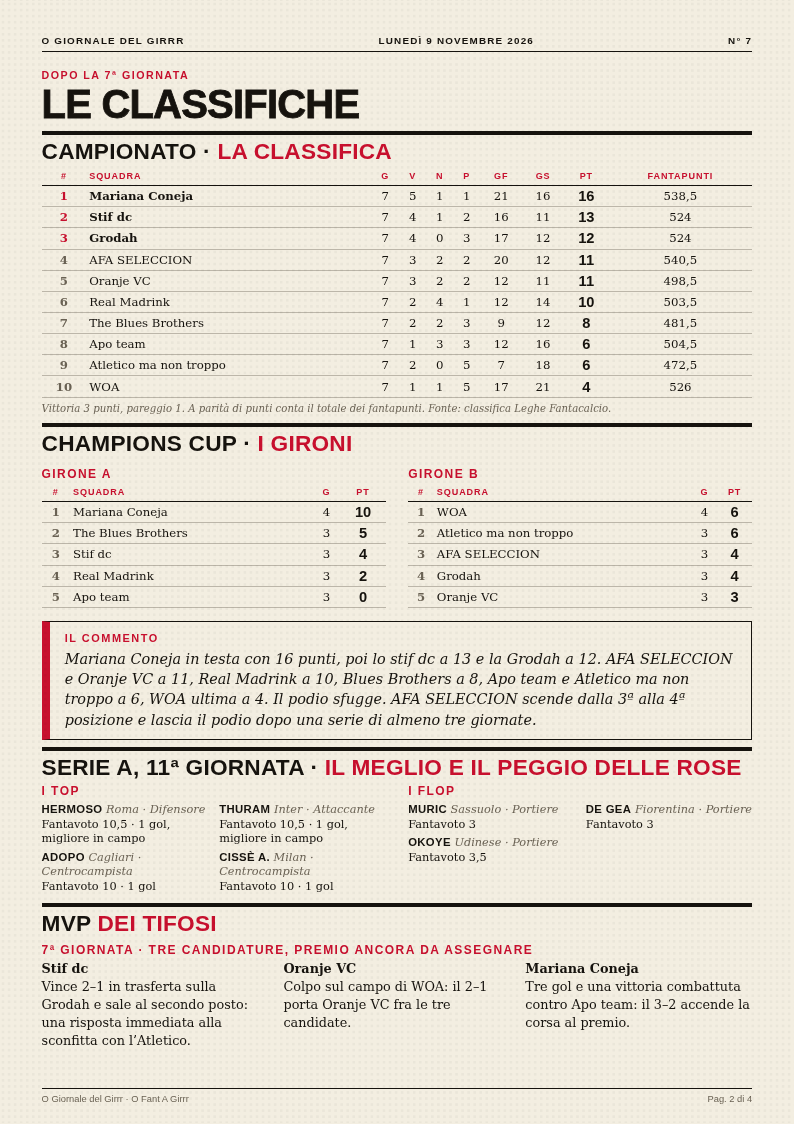 O GIORNALE DEL GIRRR LUNEDÌ 9 NOVEMBRE 2026 N° 7
DOPO LA 7ª GIORNATA
LE CLASSIFICHE
CAMPIONATO · LA CLASSIFICA
# SQUADRA G V N P GF GS PT FANTAPUNTI
1 Mariana Coneja 7 5 1 1 21 16 16 538,5
2 Stif dc 7 4 1 2 16 11 13 524
3 Grodah 7 4 0 3 17 12 12 524
4 AFA SELECCION 7 3 2 2 20 12 11 540,5
5 Oranje VC 7 3 2 2 12 11 11 498,5
6 Real Madrink 7 2 4 1 12 14 10 503,5
7 The Blues Brothers 7 2 2 3 9 12 8 481,5
8 Apo team 7 1 3 3 12 16 6 504,5
9 Atletico ma non troppo 7 2 0 5 7 18 6 472,5
10 WOA 7 1 1 5 17 21 4 526
Vittoria 3 punti, pareggio 1. A parità di punti conta il totale dei fantapunti. Fonte: classifica Leghe Fantacalcio.
CHAMPIONS CUP · I GIRONI
GIRONE A
# SQUADRA G PT
1 Mariana Coneja 4 10
2 The Blues Brothers 3 5
3 Stif dc 3 4
4 Real Madrink 3 2
5 Apo team 3 0
GIRONE B
# SQUADRA G PT
1 WOA 4 6
2 Atletico ma non troppo 3 6
3 AFA SELECCION 3 4
4 Grodah 3 4
5 Oranje VC 3 3
IL COMMENTO
Mariana Coneja in testa con 16 punti, poi lo stif dc a 13 e la Grodah a 12. AFA SELECCION
e Oranje VC a 11, Real Madrink a 10, Blues Brothers a 8, Apo team e Atletico ma non
troppo a 6, WOA ultima a 4. Il podio sfugge. AFA SELECCION scende dalla 3ª alla 4ª
posizione e lascia il podio dopo una serie di almeno tre giornate.
SERIE A, 11ª GIORNATA · IL MEGLIO E IL PEGGIO DELLE ROSE
I TOP
HERMOSO Roma · Difensore
Fantavoto 10,5 · 1 gol,
migliore in campo
ADOPO Cagliari ·
Centrocampista
Fantavoto 10 · 1 gol
THURAM Inter · Attaccante
Fantavoto 10,5 · 1 gol,
migliore in campo
CISSÈ A. Milan ·
Centrocampista
Fantavoto 10 · 1 gol
I FLOP
MURIC Sassuolo · Portiere
Fantavoto 3
OKOYE Udinese · Portiere
Fantavoto 3,5
DE GEA Fiorentina · Portiere
Fantavoto 3
MVP DEI TIFOSI
7ª GIORNATA · TRE CANDIDATURE, PREMIO ANCORA DA ASSEGNARE
Stif dc
Vince 2–1 in trasferta sulla
Grodah e sale al secondo posto:
una risposta immediata alla
sconfitta con l’Atletico.
Oranje VC
Colpo sul campo di WOA: il 2–1
porta Oranje VC fra le tre
candidate.
Mariana Coneja
Tre gol e una vittoria combattuta
contro Apo team: il 3–2 accende la
corsa al premio.
O Giornale del Girrr · O Fant A Girrr Pag. 2 di 4